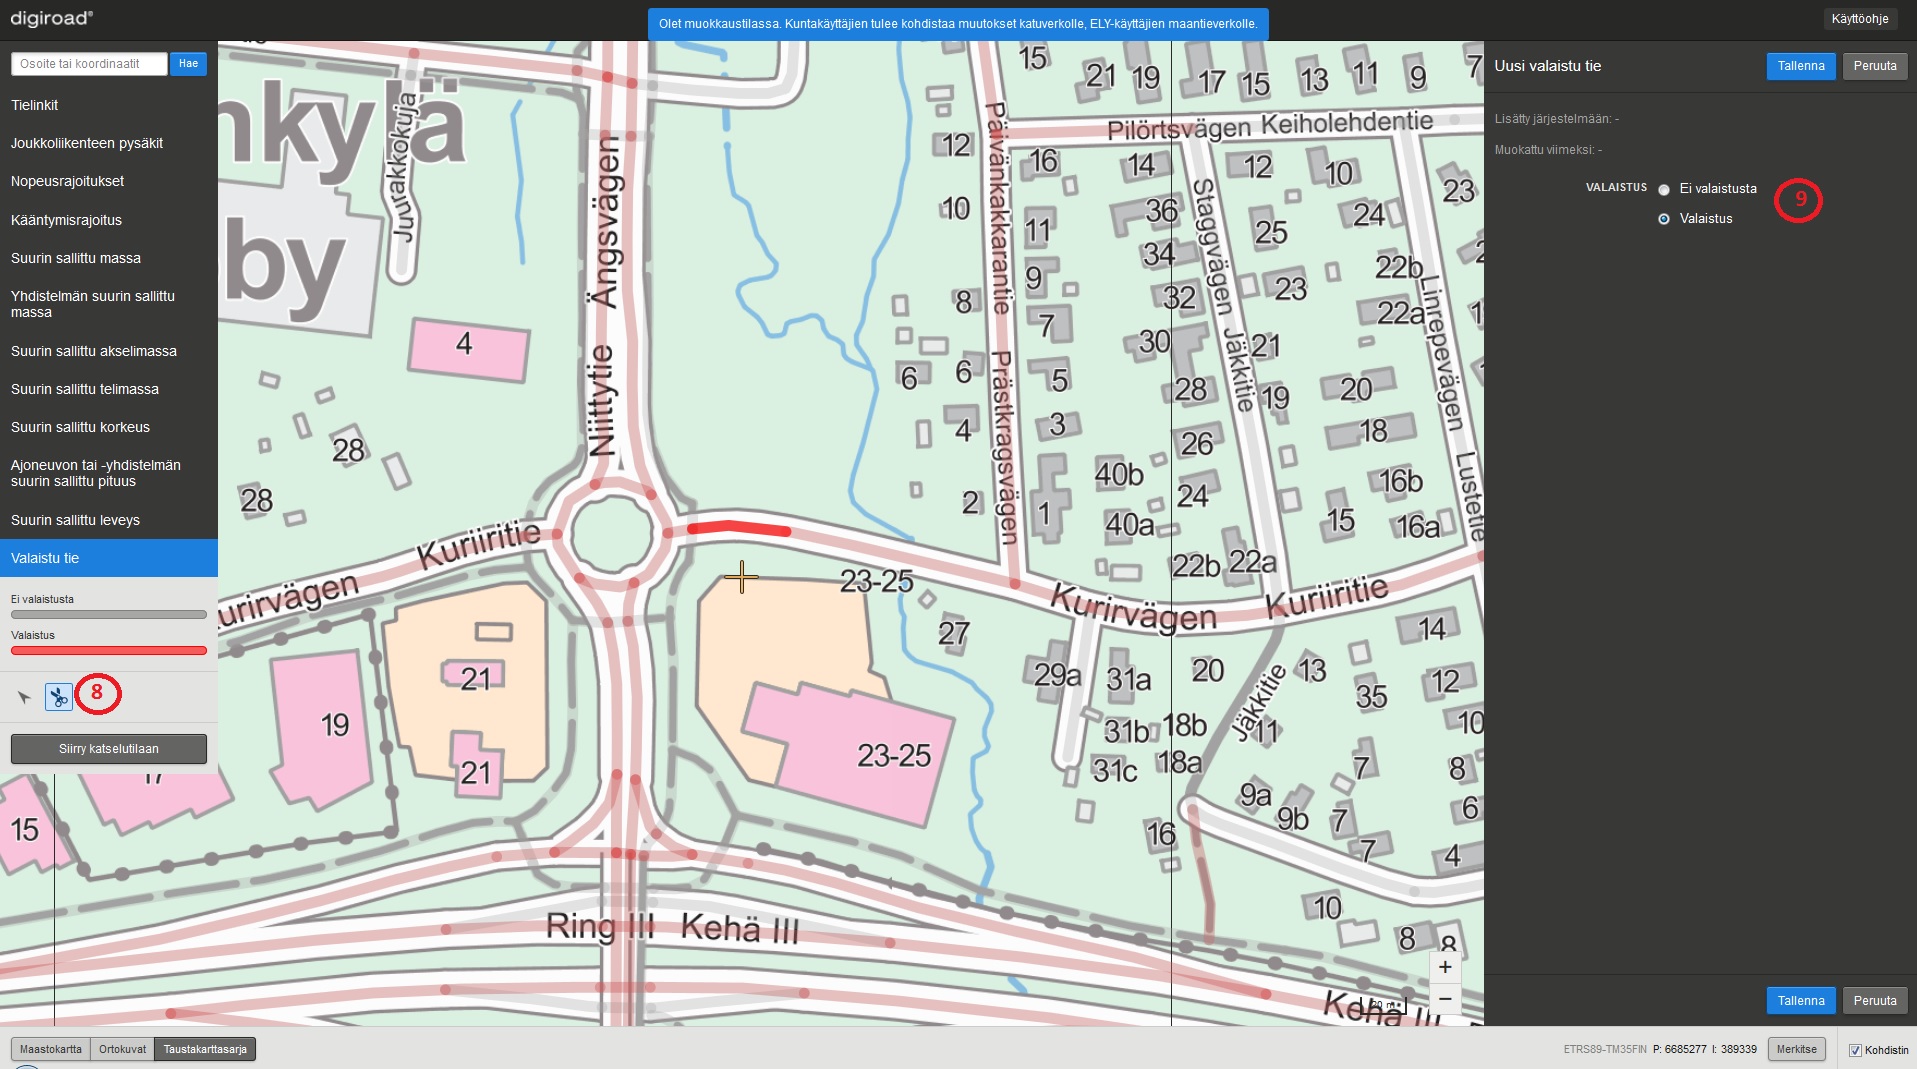 digiroad
Olet muokkaustilassa. Kuntakäyttäjien tulee kohdistaa muutokset katuverkolle, ELY-käyttäjien maantieverkolle.
Käyttöohje
Osoite tai koordinaatit
Hae
Tielinkit
Joukkoliikenteen pysäkit
Nopeusrajoitukset
Kääntymisrajoitus
Suurin sallittu massa
Yhdistelmän suurin sallittu
massa
Suurin sallittu akselimassa
Suurin sallittu telimassa
Suurin sallittu korkeus
Ajoneuvon tai -yhdistelmän
suurin sallittu pituus
Suurin sallittu leveys
Valaistu tie
Ei valaistusta
Valaistus
8
Siirry katselutilaan
Uusi valaistu tie
Tallenna
Peruuta
Lisätty järjestelmään: -
Muokattu viimeksi: -
VALAISTUS
Ei valaistusta
Valaistus
9
nkylä
by
Juurakkokuja
Niittytie Ängsvägen
Päivänkakkarantie Prästkragsvägen
Pilörtsvägen Keiholehdentie
Staggvägen Jäkkitie
Linrepevägen Lustetie
15
21
19
17
15
13
11
9
7
12
16
14
12
10
23
10
11
36
25
24
34
22b
9
32
23
22a
8
7
30
21
4
6
6
5
28
20
19
4
3
26
18
28
40b
16b
24
28
2
1
40a
15
16a
22b
22a
Kuriiritie
urirvägen
23-25
Kurirvägen
Kuriiritie
27
14
21
29a
31a
20
13
35
12
19
Jäkkitie
31b
18b
11
10
23-25
21
31c
18a
7
8
17
9a
9b
7
6
15
16
7
4
10
8
8
Ring III Kehä III
Kehä III
+
−
20 m
Tallenna
Peruuta
Maastokartta
Ortokuvat
Taustakarttasarja
ETRS89-TM35FIN P: 6685277 I: 389339
Merkitse
Kohdistin